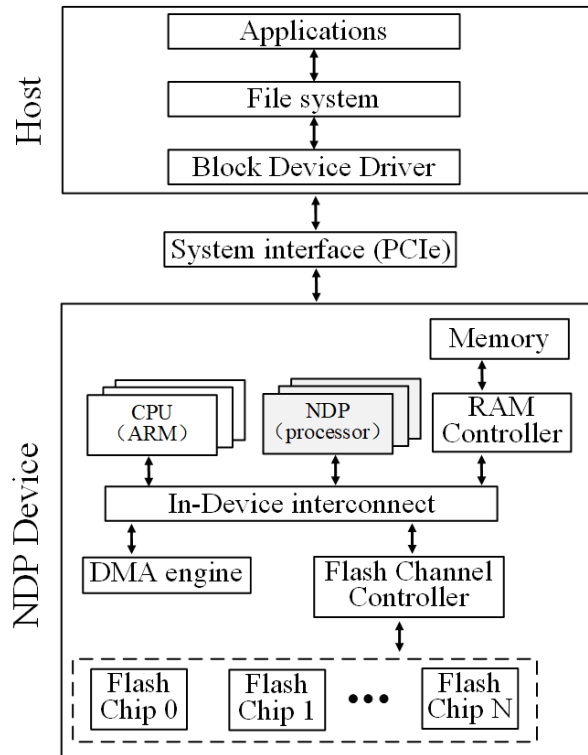 Host
Applications
File system
Block Device Driver
System interface (PCIe)
NDP Device
Memory
CPU
（ARM）
NDP
（processor）
RAM
Controller
In-Device interconnect
DMA engine
Flash Channel
Controller
Flash
Chip 0
Flash
Chip 1
•••
Flash
Chip N